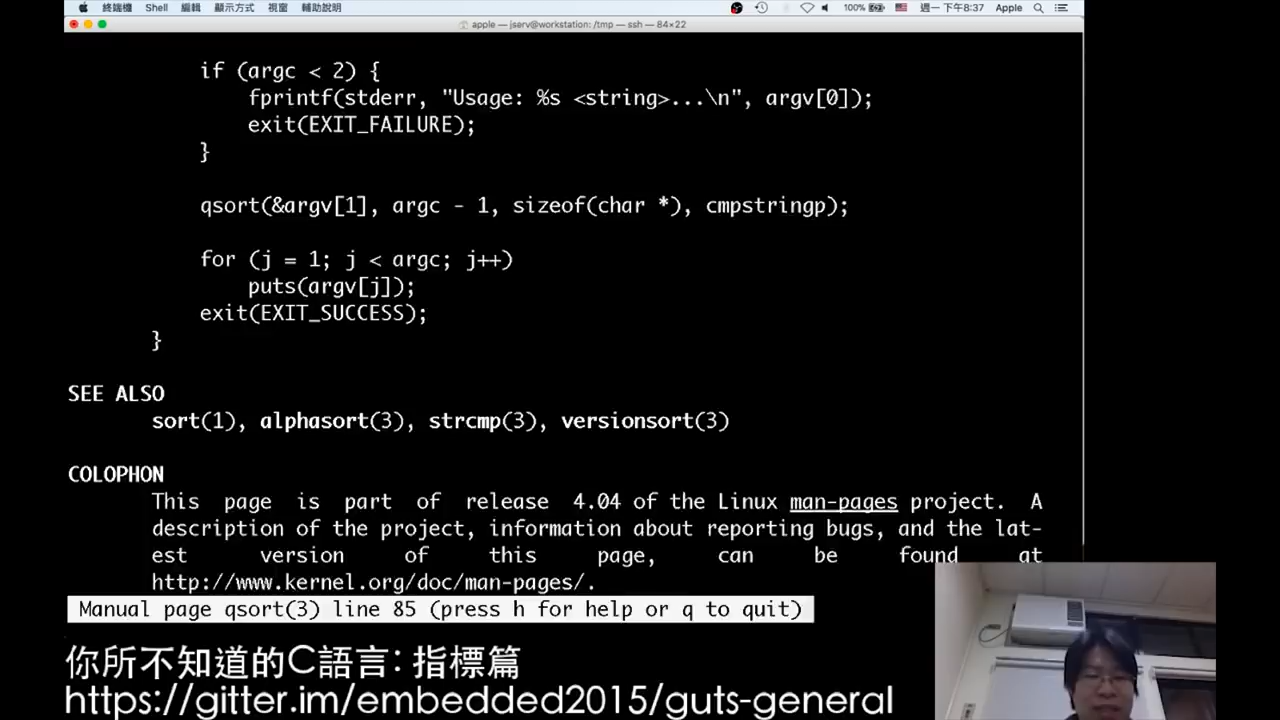 終端機 Shell 編輯 顯示方式 視窗 輔助說明 100% 週一 下午8:37 Apple
apple — jserv@workstation: /tmp — ssh — 84×22
if (argc < 2) {
fprintf(stderr, "Usage: %s <string>...\n", argv[0]);
exit(EXIT_FAILURE);
}
qsort(&argv[1], argc - 1, sizeof(char *), cmpstringp);
for (j = 1; j < argc; j++)
puts(argv[j]);
exit(EXIT_SUCCESS);
}
SEE ALSO
sort(1), alphasort(3), strcmp(3), versionsort(3)
COLOPHON
This page is part of release 4.04 of the Linux man-pages project. A
description of the project, information about reporting bugs, and the lat-
est version of this page, can be found at
http://www.kernel.org/doc/man-pages/.
Manual page qsort(3) line 85 (press h for help or q to quit)
你所不知道的C語言: 指標篇
https://gitter.im/embedded2015/guts-general